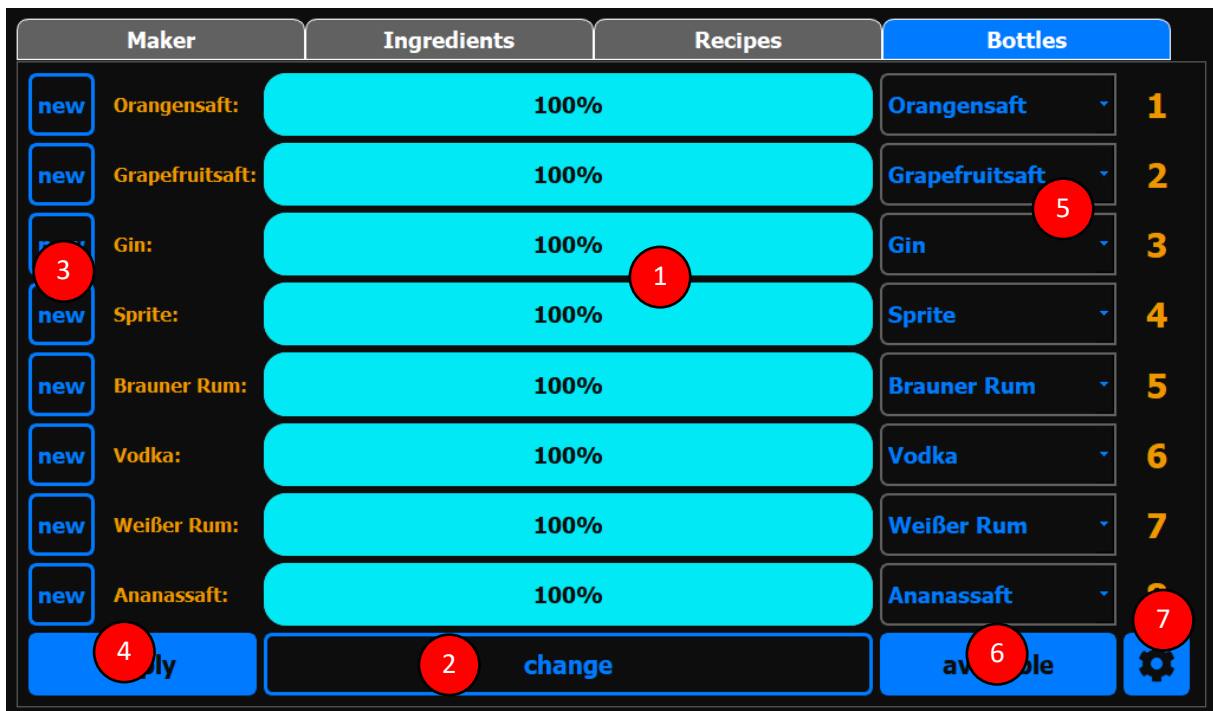 Maker Ingredients Recipes Bottles
new Orangensaft: 100% Orangensaft 1
new Grapefruitsaft: 100% Grapefruitsaft 2
5
Gin: 100% Gin 3
3 1
new Sprite: 100% Sprite 4
new Brauner Rum: 100% Brauner Rum 5
new Vodka: 100% Vodka 6
new Weißer Rum: 100% Weißer Rum 7
new Ananassaft: 100% Ananassaft
7
4 2 change 6